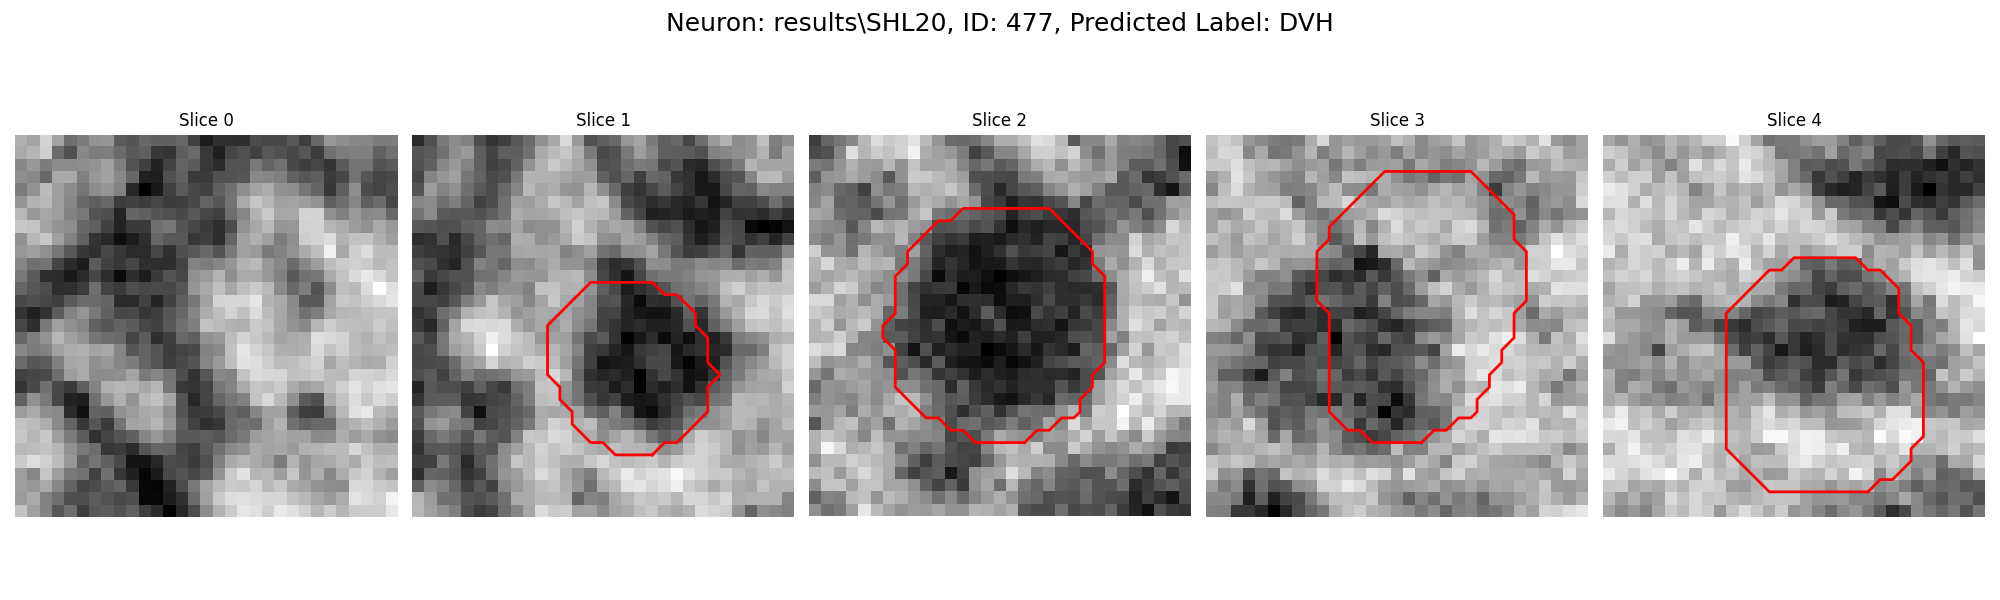 Neuron: results\SHL20, ID: 477, Predicted Label: DVH
Slice 0
Slice 1
Slice 2
Slice 3
Slice 4